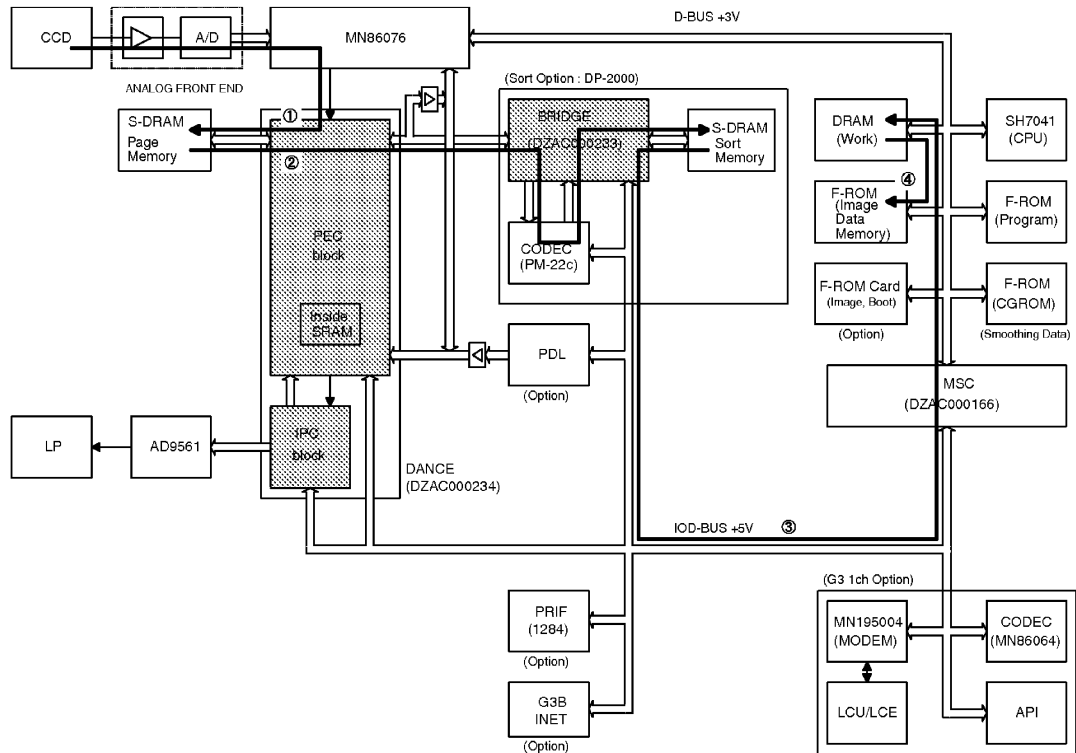 D-BUS +3V
CCD
A/D
MN86076
ANALOG FRONT END
(Sort Option : DP-2000)
①
S-DRAM
Page
Memory
②
BRIDGE
(DZAC000233)
S-DRAM
Sort
Memory
DRAM
(Work)
SH7041
(CPU)
④
F-ROM
(Image
Data
Memory)
F-ROM
(Program)
PEC
block
CODEC
(PM-22c)
F-ROM Card
(Image, Boot)
(Option)
F-ROM
(CGROM)
(Smoothing Data)
Inside
SRAM
PDL
(Option)
MSC
(DZAC000166)
LP
AD9561
IPC
block
DANCE
(DZAC000234)
IOD-BUS +5V
③
(G3 1ch Option)
PRIF
(1284)
(Option)
MN195004
(MODEM)
CODEC
(MN86064)
G3B
INET
(Option)
LCU/LCE
API